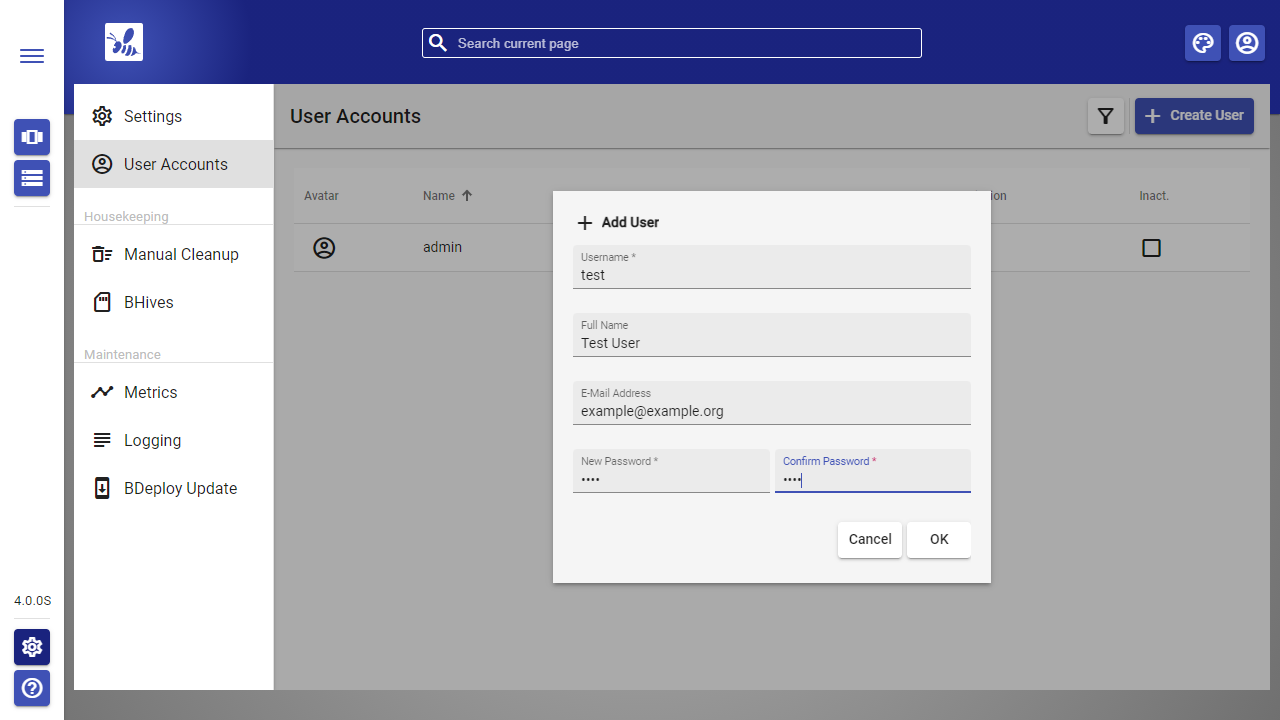 Search current page
Settings
User Accounts
Housekeeping
Manual Cleanup
BHives
Maintenance
Metrics
Logging
BDeploy Update
4.0.0S
User Accounts
Create User
Avatar
Name
ion
Inact.
admin
Add User
Username *
test
Full Name
Test User
E-Mail Address
example@example.org
New Password *
••••
Confirm Password *
••••
Cancel
OK